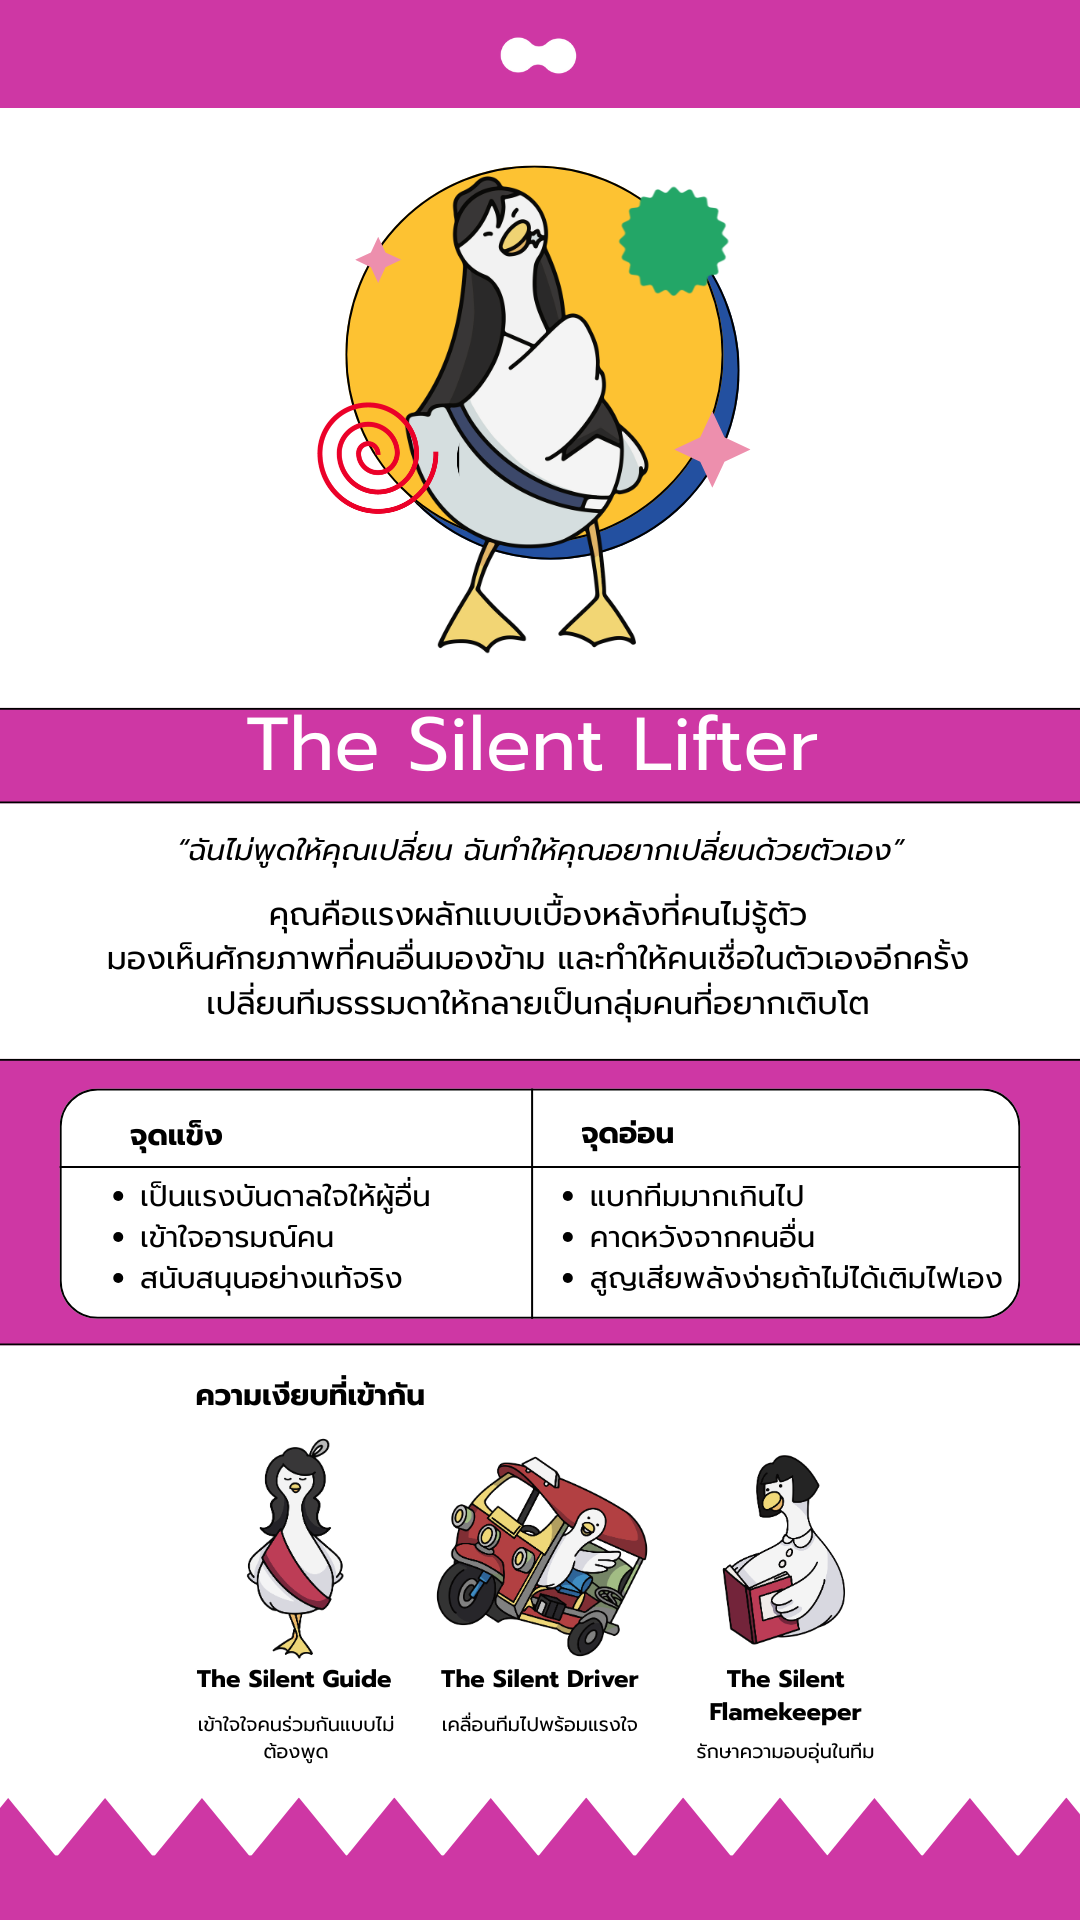 The Silent Lifter
“ฉันไม่พูดให้คุณเปลี่ยน ฉันทำให้คุณอยากเปลี่ยนด้วยตัวเอง”
คุณคือแรงผลักแบบเบื้องหลังที่คนไม่รู้ตัว
มองเห็นศักยภาพที่คนอื่นมองข้าม และทำให้คนเชื่อในตัวเองอีกครั้ง
เปลี่ยนทีมธรรมดาให้กลายเป็นกลุ่มคนที่อยากเติบโต
จุดแข็ง
• เป็นแรงบันดาลใจให้ผู้อื่น
• เข้าใจอารมณ์คน
• สนับสนุนอย่างแท้จริง
จุดอ่อน
• แบกทีมมากเกินไป
• คาดหวังจากคนอื่น
• สูญเสียพลังง่ายถ้าไม่ได้เติมไฟเอง
ความเงียบที่เข้ากัน
The Silent Guide
เข้าใจใจคนร่วมกันแบบไม่
ต้องพูด
The Silent Driver
เคลื่อนทีมไปพร้อมแรงใจ
The Silent
Flamekeeper
รักษาความอบอุ่นในทีม